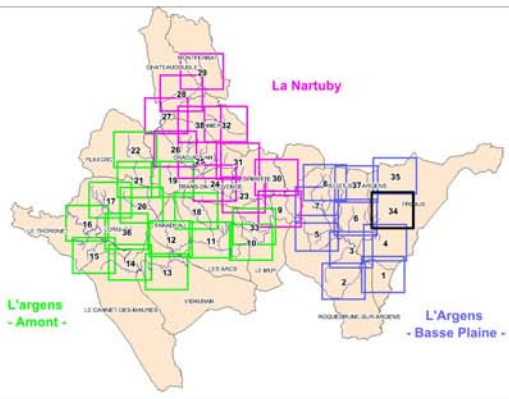 MONTFERRAT
CHATEAUDOUBLE
29
La Nartuby
28
27
38
32
FLAYOSC
22
26
25
31
35
21
19
24
30
8
37
TRANS-EN-PROVENCE
17
20
23
9
7
34
18
33
6
FREJUS
LE THORONET
16
36
TARADEAU
12
11
10
5
4
15
14
13
3
LES ARCS
LE MUY
2
1
L'argens
- Amont -
VIDAUBAN
LE CANNET-DES-MAURES
L'Argens
- Basse Plaine -
ROQUEBRUNE-SUR-ARGENS